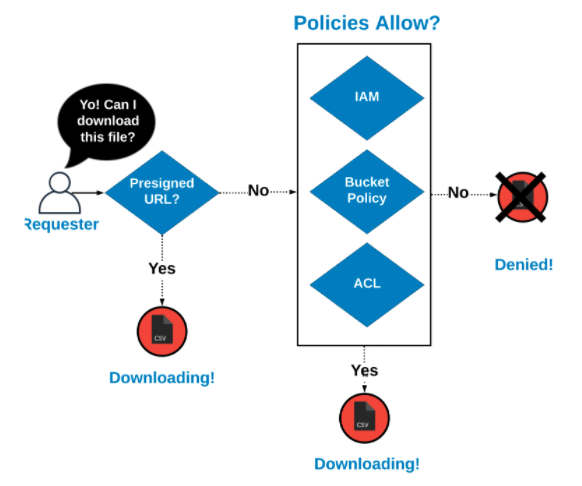 Policies Allow?
Yo! Can I
download
this file?
IAM
Presigned
URL?
No
Bucket
Policy
No
Requester
ACL
Denied!
Yes
CSV
Downloading!
Yes
CSV
Downloading!